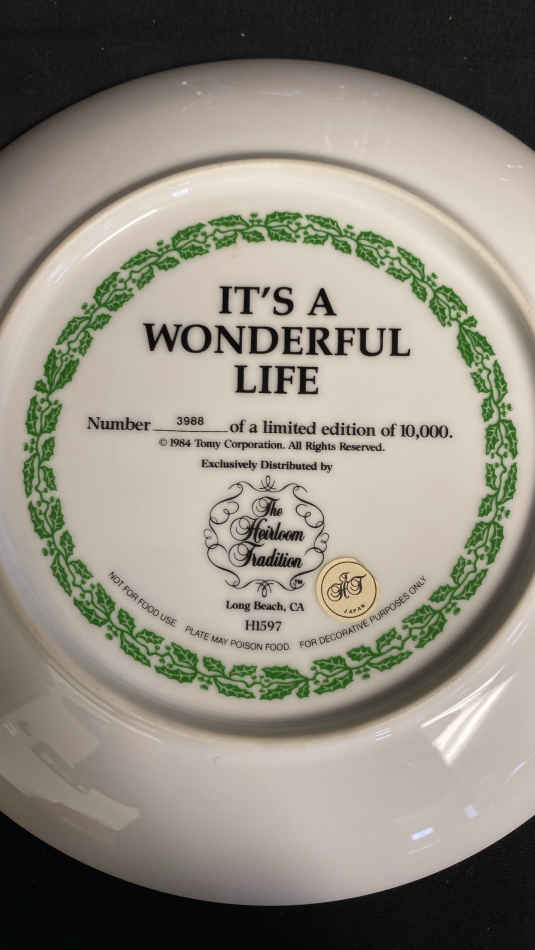 IT'S A
WONDERFUL
LIFE
Number 3988 of a limited edition of 10,000.
© 1984 Tomy Corporation. All Rights Reserved.
Exclusively Distributed by
The
Heirloom
Tradition
TM
Long Beach, CA
H1597
THT
JAPAN
NOT FOR FOOD USE. PLATE MAY POISON FOOD. FOR DECORATIVE PURPOSES ONLY